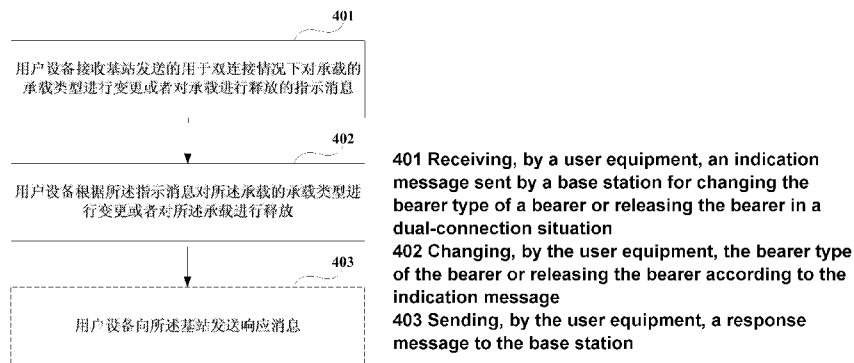 401
用户设备接收基站发送的用于双连接情况下对承载的
承载类型进行变更或者对承载进行释放的指示消息
402
用户设备根据所述指示消息对所述承载的承载类型进
行变更或者对所述承载进行释放
403
用户设备向所述基站发送响应消息
401 Receiving, by a user equipment, an indication
message sent by a base station for changing the
bearer type of a bearer or releasing the bearer in a
dual-connection situation
402 Changing, by the user equipment, the bearer type
of the bearer or releasing the bearer according to the
indication message
403 Sending, by the user equipment, a response
message to the base station